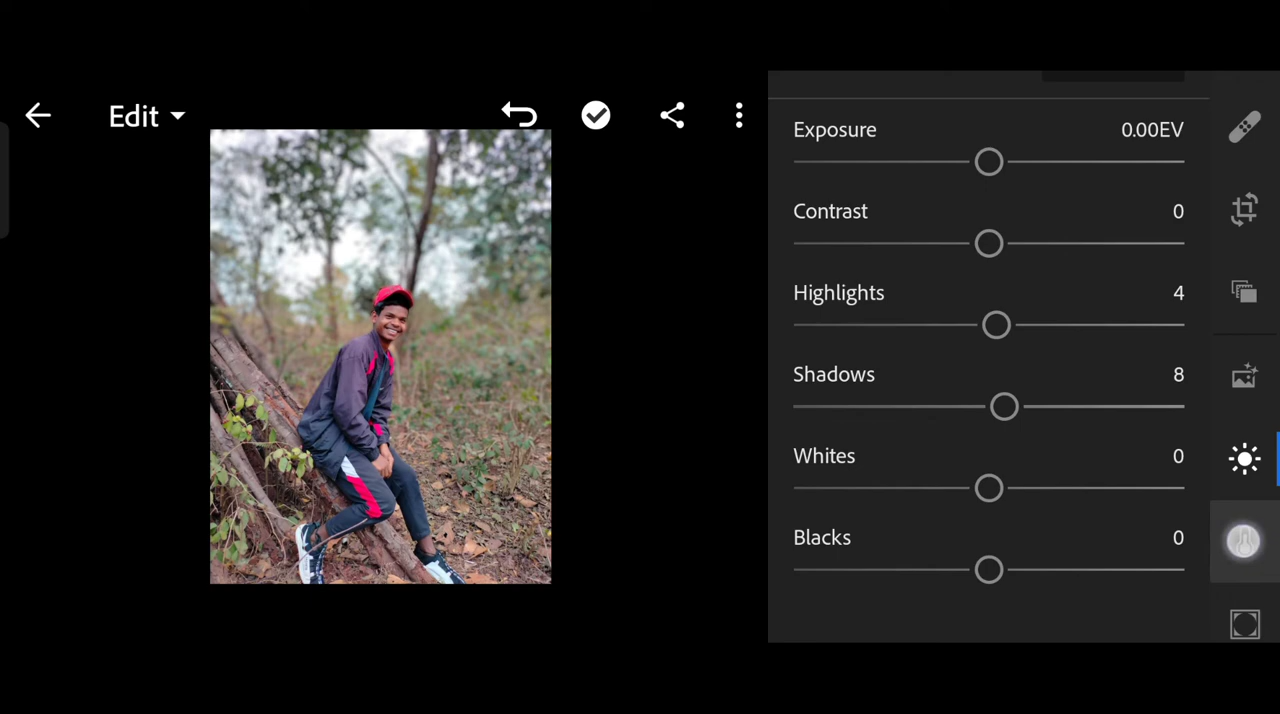 Edit
Exposure 0.00EV
Contrast 0
Highlights 4
Shadows 8
Whites 0
Blacks 0